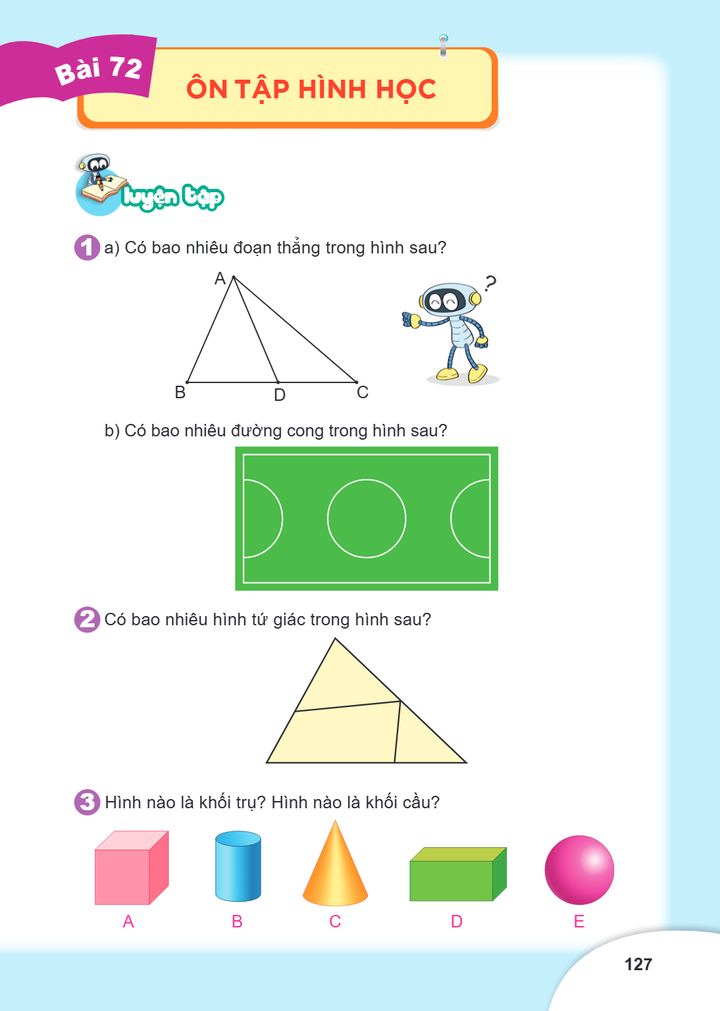 Bài 72
ÔN TẬP HÌNH HỌC
luyện tập
1 a) Có bao nhiêu đoạn thẳng trong hình sau?
A
?
B
D
C
b) Có bao nhiêu đường cong trong hình sau?
2 Có bao nhiêu hình tứ giác trong hình sau?
3 Hình nào là khối trụ? Hình nào là khối cầu?
A B C D E
127